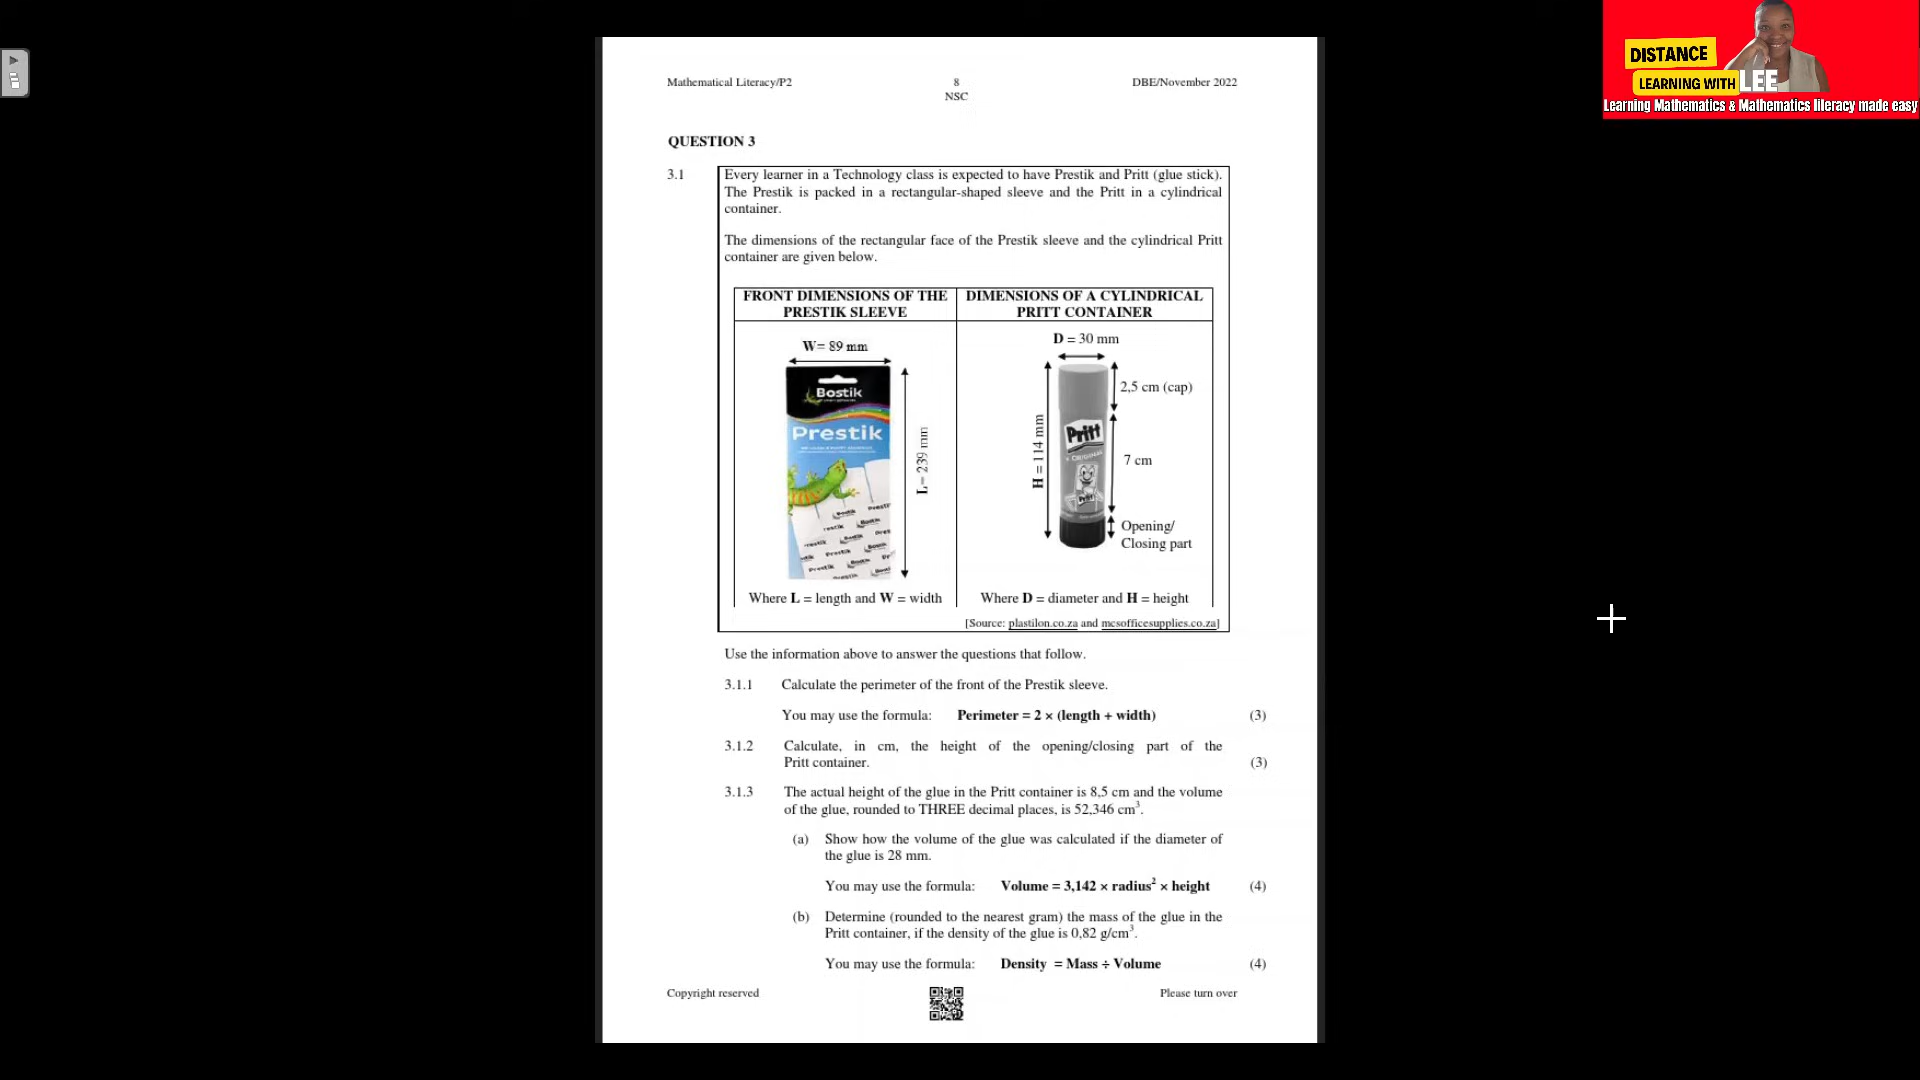 DISTANCE
LEARNING WITH LEE
Learning Mathematics & Mathematics literacy made easy
Mathematical Literacy/P2 8 DBE/November 2022
NSC
QUESTION 3
3.1 Every learner in a Technology class is expected to have Prestik and Pritt (glue stick).
The Prestik is packed in a rectangular-shaped sleeve and the Pritt in a cylindrical
container.
The dimensions of the rectangular face of the Prestik sleeve and the cylindrical Pritt
container are given below.
FRONT DIMENSIONS OF THE
PRESTIK SLEEVE
W= 89 mm
Bostik
Prestik
L= 239 mm
Where L = length and W = width
DIMENSIONS OF A CYLINDRICAL
PRITT CONTAINER
D = 30 mm
2,5 cm (cap)
H = 114 mm
Pritt
ORIGINAL
7 cm
Pritt
Opening/
Closing part
Where D = diameter and H = height
[Source: plastilon.co.za and mcsofficesupplies.co.za]
Use the information above to answer the questions that follow.
3.1.1 Calculate the perimeter of the front of the Prestik sleeve.
You may use the formula: Perimeter = 2 × (length + width) (3)
3.1.2 Calculate, in cm, the height of the opening/closing part of the
Pritt container. (3)
3.1.3 The actual height of the glue in the Pritt container is 8,5 cm and the volume
of the glue, rounded to THREE decimal places, is 52,346 cm³.
(a) Show how the volume of the glue was calculated if the diameter of
the glue is 28 mm.
You may use the formula: Volume = 3,142 × radius² × height (4)
(b) Determine (rounded to the nearest gram) the mass of the glue in the
Pritt container, if the density of the glue is 0,82 g/cm³.
You may use the formula: Density = Mass ÷ Volume (4)
Copyright reserved Please turn over